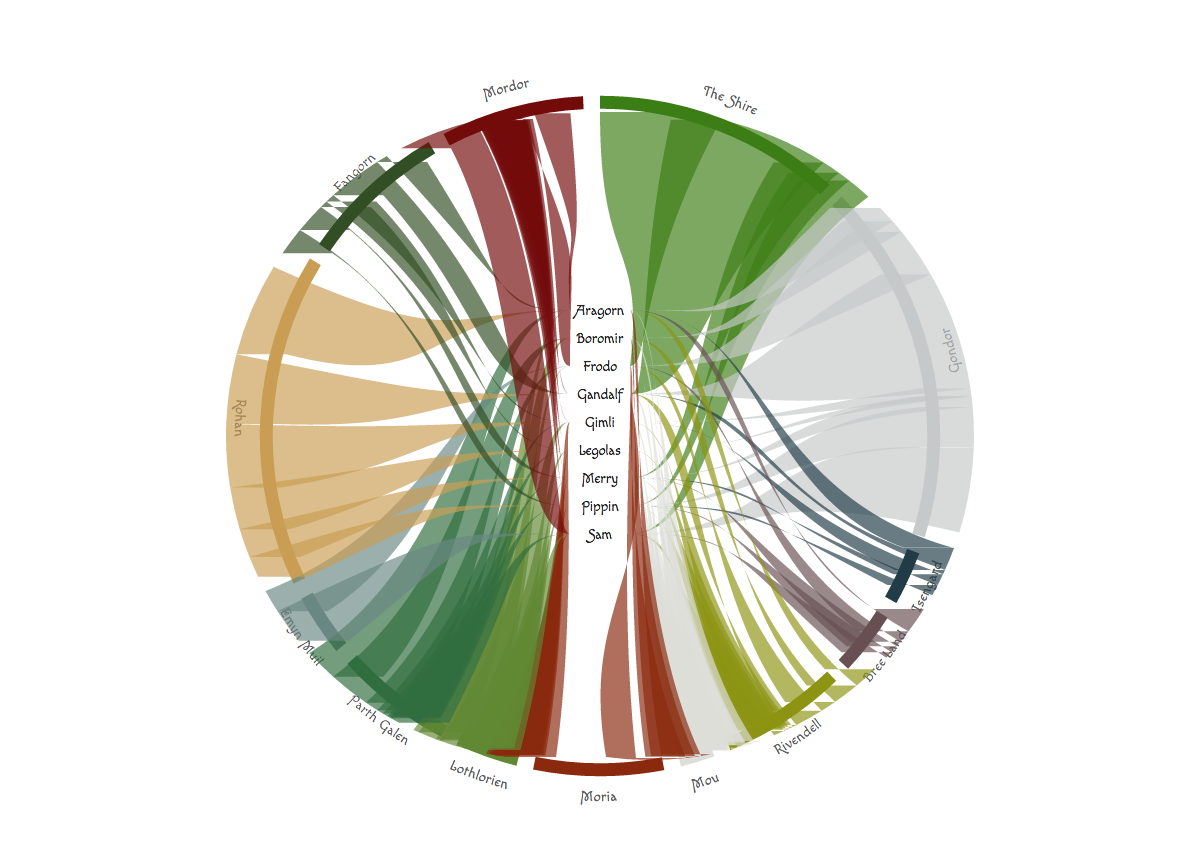 Mordor
The Shire
Fangorn
Gondor
Rohan
Aragorn
Boromir
Frodo
Gandalf
Gimli
Legolas
Merry
Pippin
Sam
Isengard
Bree Land
Emyn Muil
Parth Galen
Rivendell
Lothlorien
Moria
Mou